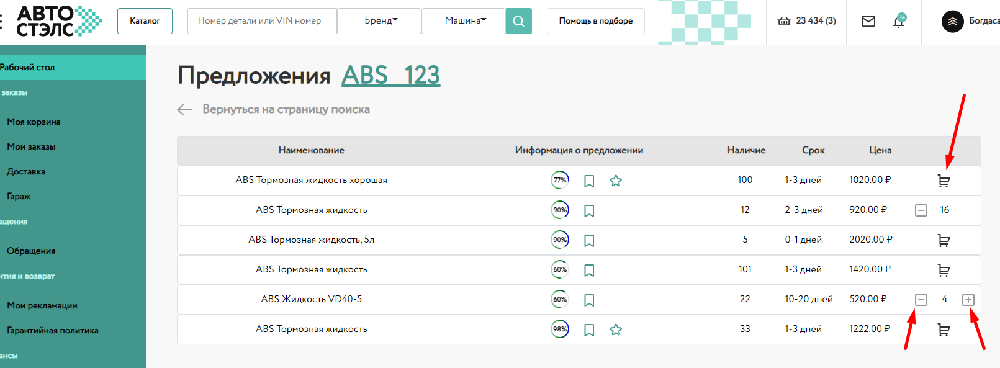 АВТО СТЭЛС
Каталог
Номер детали или VIN номер
Бренд
Машина
Помощь в подборе
23 434 (3)
34
Богдаса
Рабочий стол
заказы
Моя корзина
Мои заказы
Доставка
Гараж
ащения
Обращения
нтия и возврат
Мои рекламации
Гарантийная политика
ансы
Предложения ABS 123
Вернуться на страницу поиска
Наименование Информация о предложении Наличие Срок Цена
ABS Тормозная жидкость хорошая 77% 100 1-3 дней 1020.00 ₽
ABS Тормозная жидкость 90% 12 2-3 дней 920.00 ₽ 16
ABS Тормозная жидкость, 5л 90% 5 0-1 дней 2020.00 ₽
ABS Тормозная жидкость 60% 101 1-3 дней 1420.00 ₽
ABS Жидкость VD40-5 60% 22 10-20 дней 520.00 ₽ 4
ABS Тормозная жидкость 98% 33 1-3 дней 1222.00 ₽